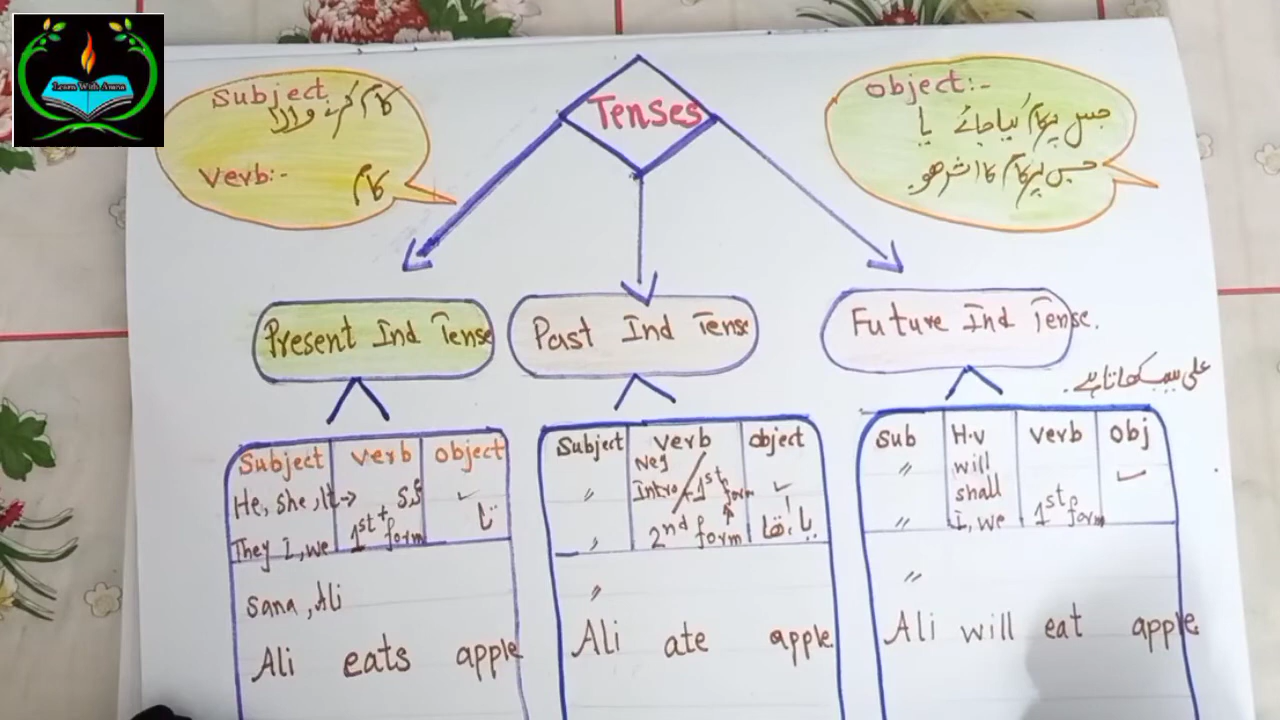 Learn With Amna
Subject
کام کرنے والا
Verb:-
کام
Tenses
Object:-
جس پر کام کیا جائے یا
جس پر کام کا اثر ہو۔
Present Ind Tense
Past Ind Tense
Future Ind Tense.
علی سیب کھاتا ہے۔
Subject verb object
He, she, It → s,es ✓
1st + form تا
They I, we
Sana, Ali
Ali eats apple
Subject verb object
Neg
" Intro + 1st form ✓
" 2nd form یا، تھا
"
Ali ate apple
Sub H.v verb obj
" will ✓
shall
" I, we 1st form
"
Ali will eat apple